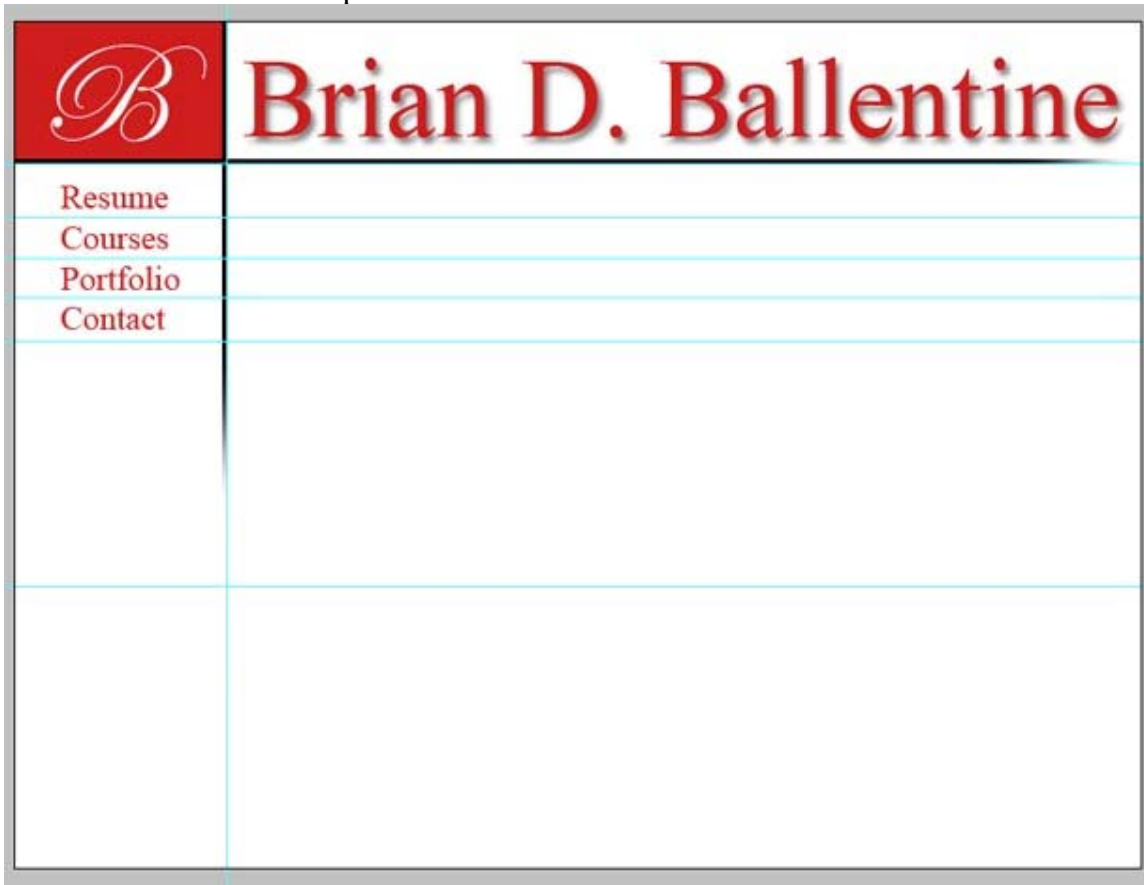 B
Brian D. Ballentine
Resume
Courses
Portfolio
Contact